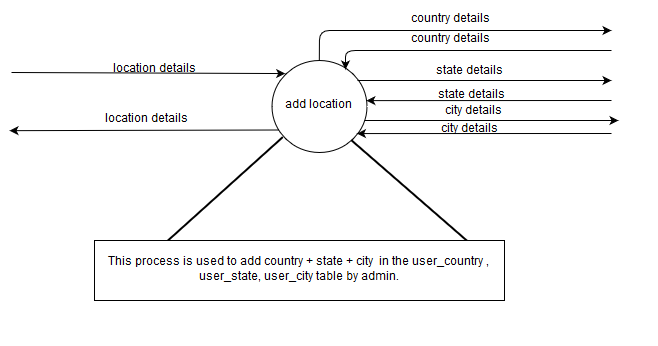 country details
country details
location details
state details
add location
state details
city details
location details
city details
This process is used to add country + state + city in the user_country ,
user_state, user_city table by admin.